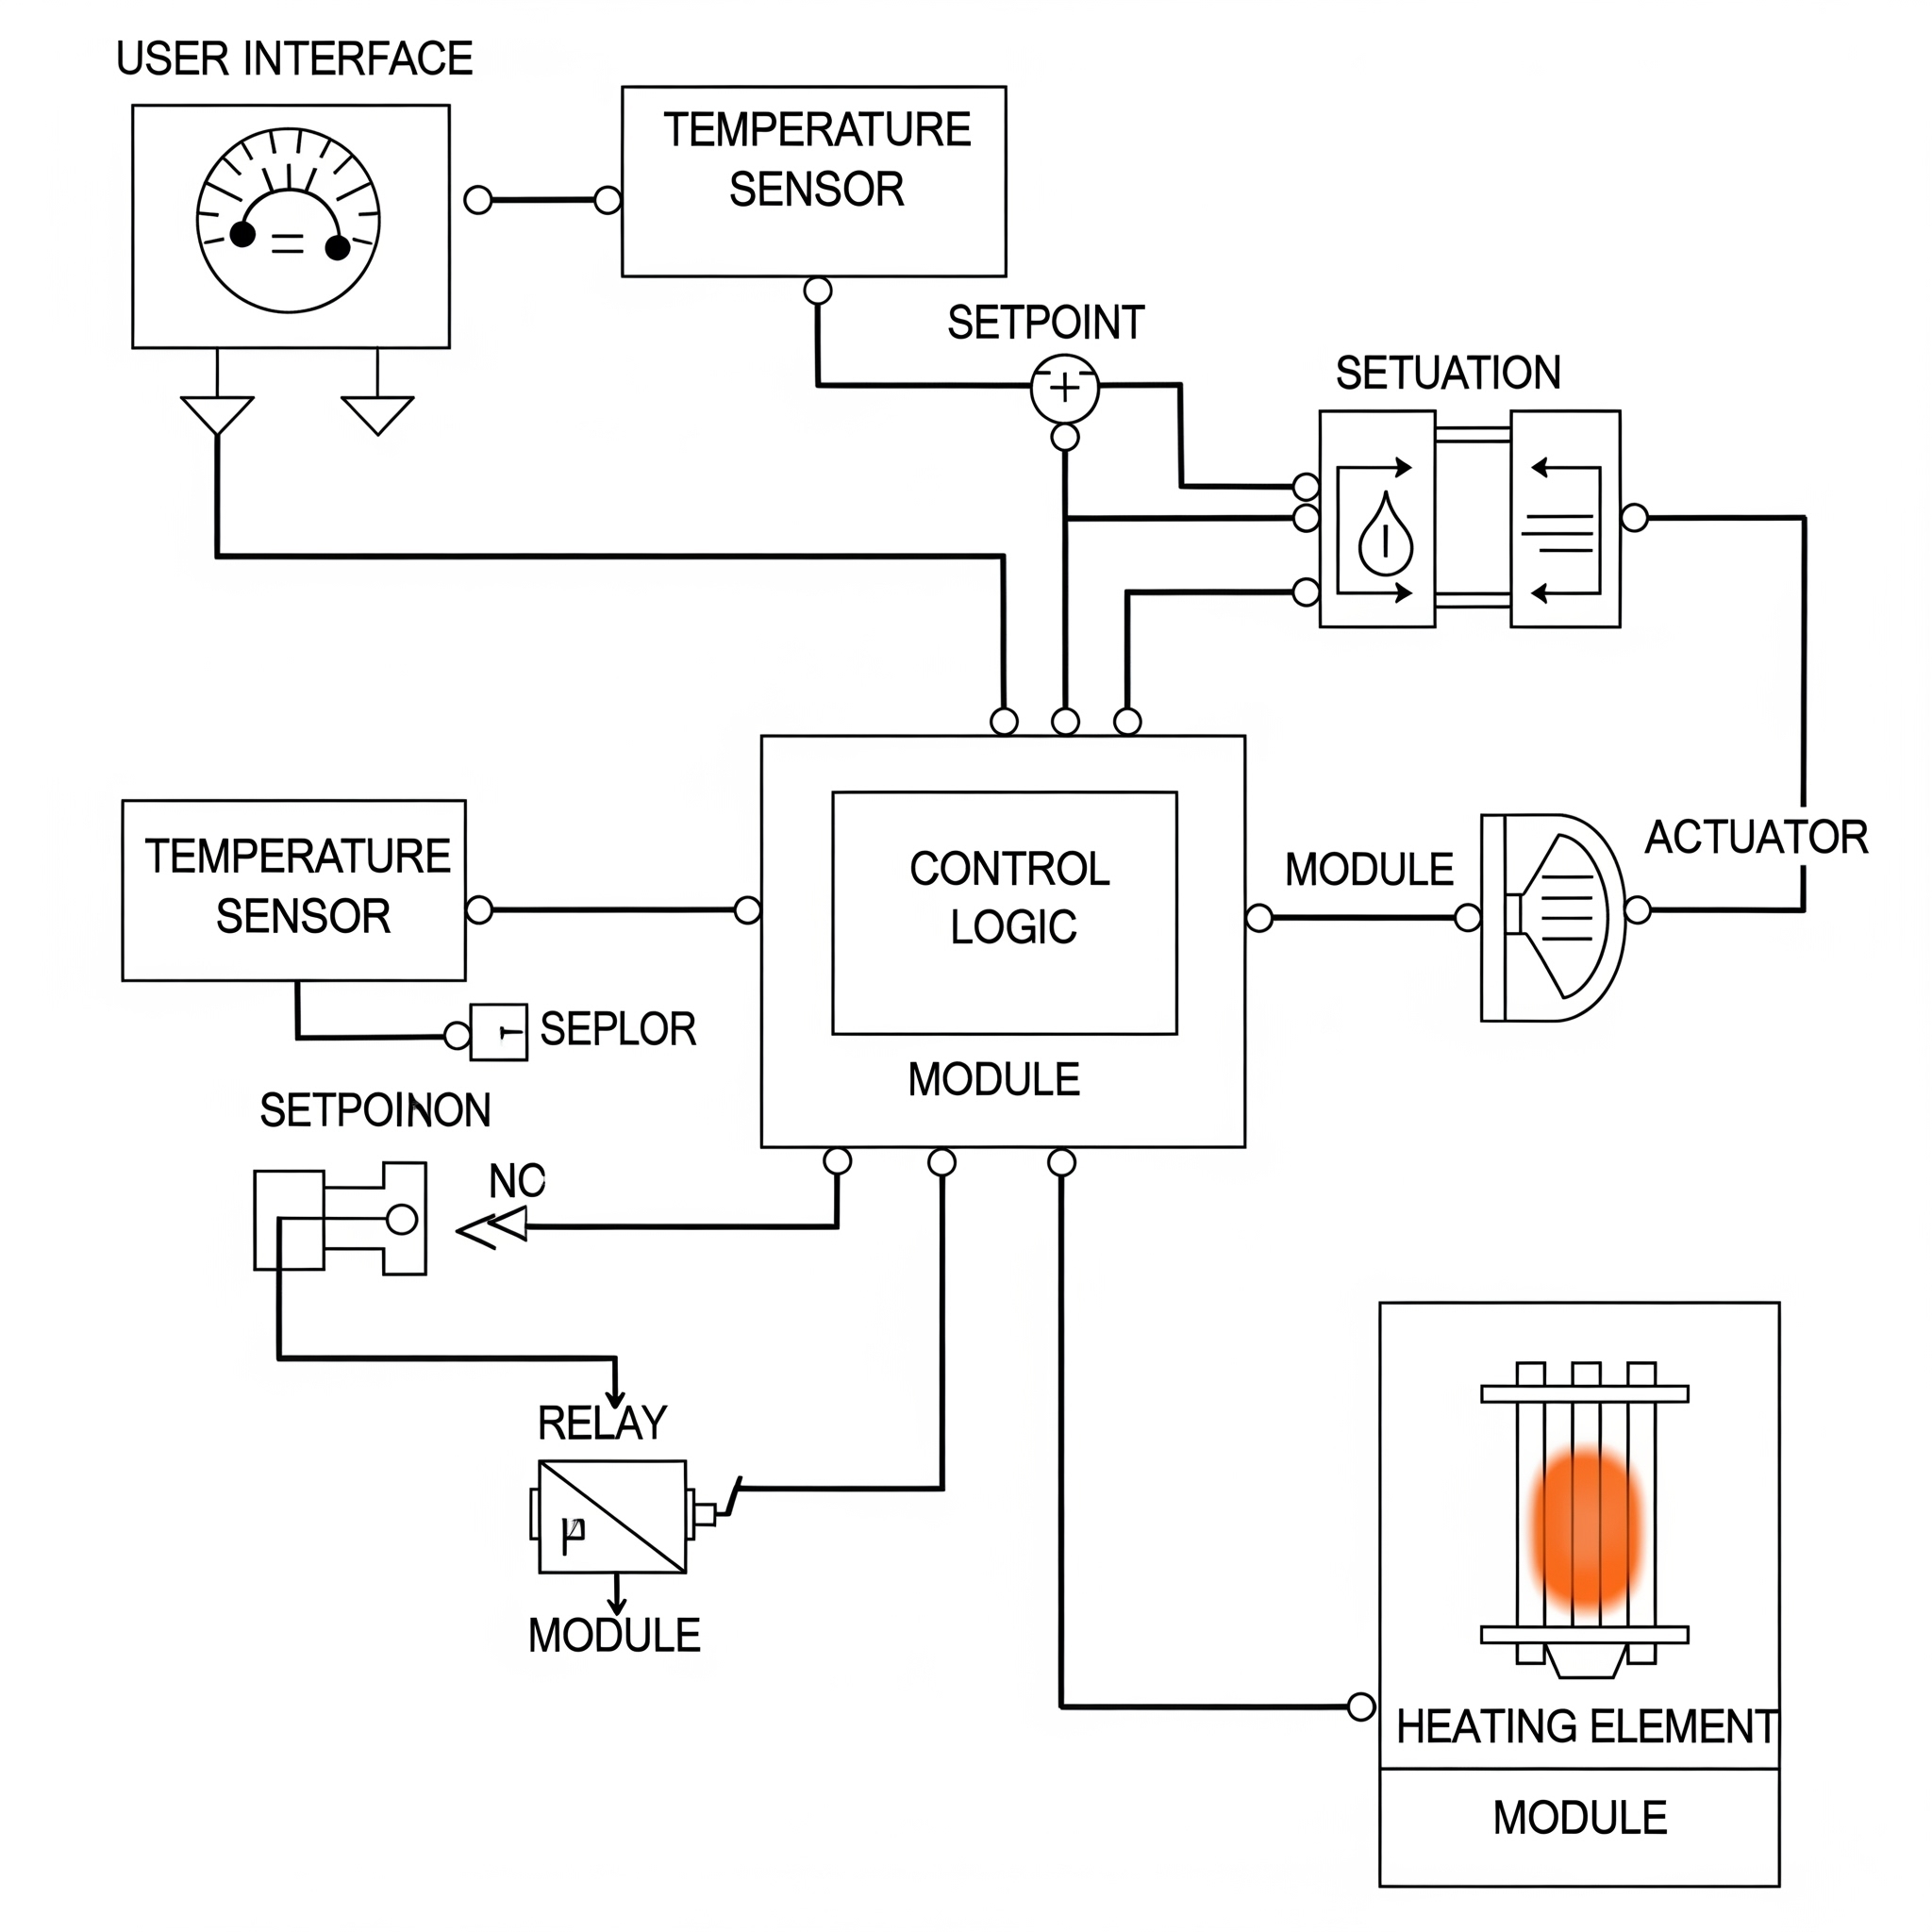 USER INTERFACE
TEMPERATURE
SENSOR
SETPOINT
SETUATION
TEMPERATURE
SENSOR
CONTROL
LOGIC
MODULE
MODULE
ACTUATOR
SEPLOR
SETPOINON
NO
RELAY
MODULE
HEATING ELEMENT
MODULE